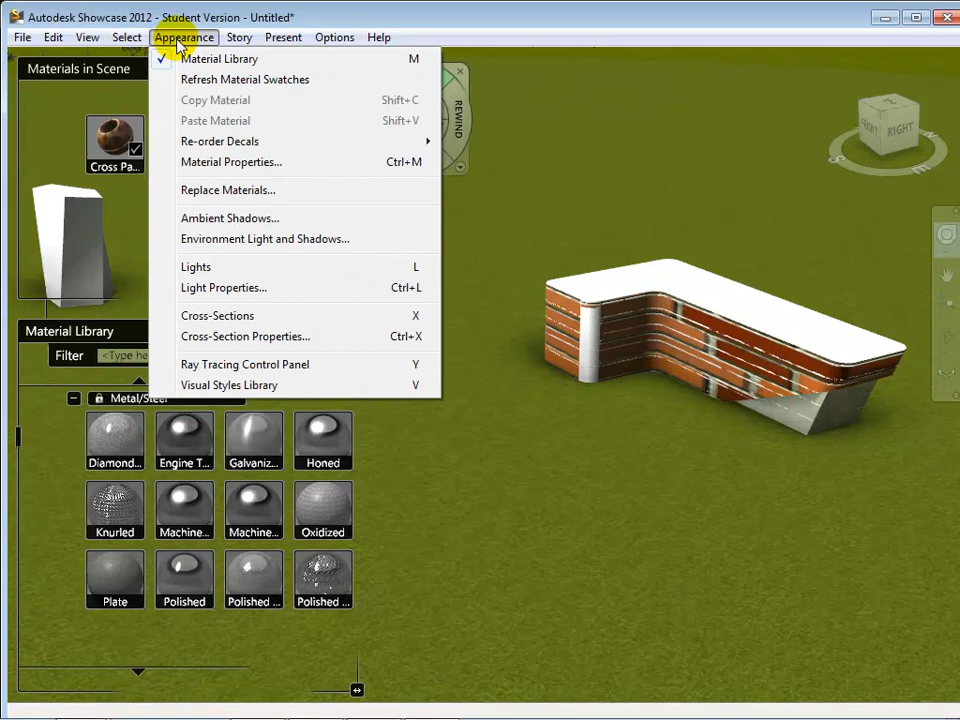 Autodesk Showcase 2012 - Student Version - Untitled*
File Edit View Select Appearance Story Present Options Help
Materials in Scene
Cross Pa...
Material Library M
Refresh Material Swatches
Copy Material Shift+C
Paste Material Shift+V
Re-order Decals
Material Properties... Ctrl+M
Replace Materials...
Ambient Shadows...
Environment Light and Shadows...
Lights L
Light Properties... Ctrl+L
Cross-Sections X
Cross-Section Properties... Ctrl+X
Ray Tracing Control Panel Y
Visual Styles Library V
REWIND
FRONT RIGHT
N
S
E
Material Library
Filter <Type he
Metal/Steel
Diamond... Engine T... Galvaniz... Honed
Knurled Machine... Machine... Oxidized
Plate Polished Polished ... Polished ...